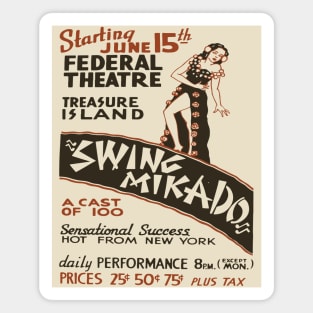 Starting
JUNE 15th
FEDERAL
THEATRE
TREASURE
ISLAND
"SWING
MIKADO"
A CAST
OF 100
Sensational Success
HOT FROM NEW YORK
daily PERFORMANCE 8 P.M. (EXCEPT MON.)
PRICES 25¢ 50¢ 75¢ PLUS TAX